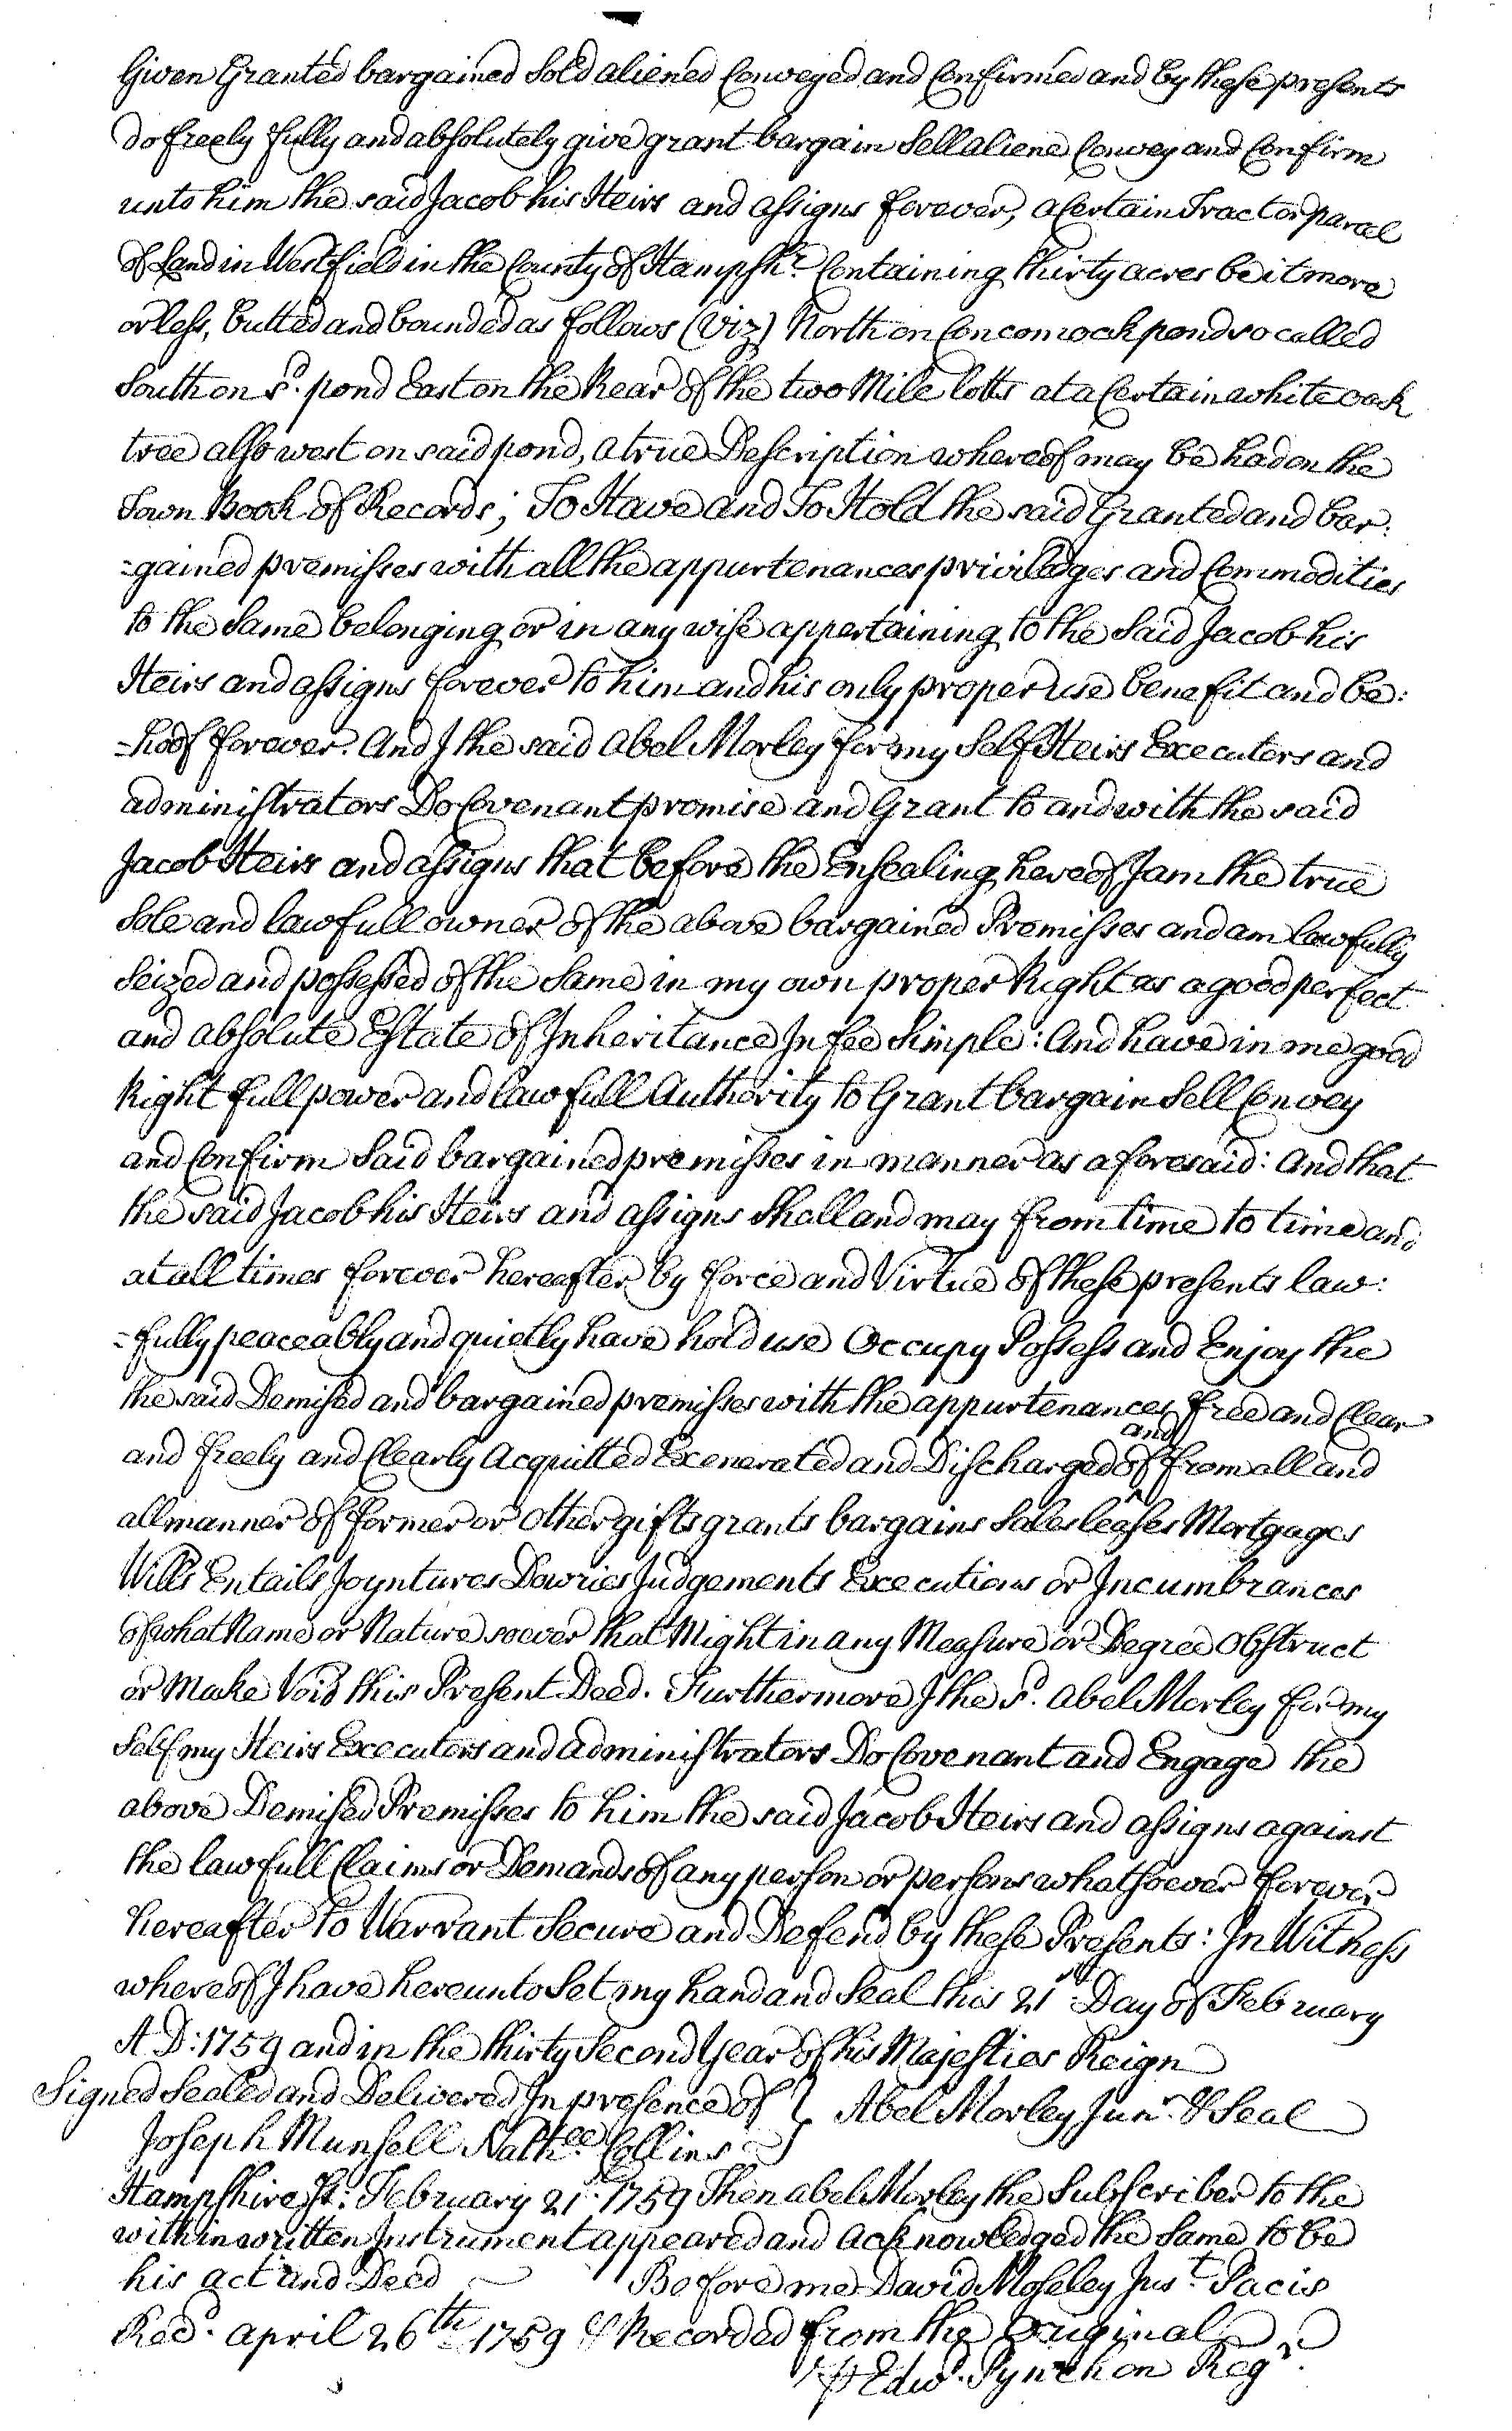 Given Granted bargained Sold aliened Conveyed and Confirmed and by these presents
do freely fully and absolutely give grant bargain Sell aliene Convey and Confirm
unto him the said Jacob his Heirs and assigns forever, a Certain Tract or parcel
of Land in Westfield in the County of Hampshr. Containing thirty acres be it more
or less, butted and bounded as follows (viz) North on Concomock pond so called
South on sd. pond East on the Rear of the two Mile lotts at a Certain white oak
tree also west on said pond, a true Description whereof may be had on the
Town Book of Records; To Have and To Hold the said Granted and bar:
=gained premisses with all the appurtenances priviledges and Commodities
to the Same belonging or in any wise appertaining to the Said Jacob his
Heirs and assigns forever to him and his only proper use benefit and be:
=hoof forever. And I the said Abel Morley for my Self Heirs Executers and
administrators Do Covenant promise and Grant to and with the said
Jacob Heirs and assigns that before the Ensealing hereof I am the true
Sole and lawfull owner of the above bargained Premisses and am lawfully
Seized and possessed of the Same in my own proper Right as a good perfect
and absolute Estate of Inheritance In fee Simple: And have in me good
Right full power and lawfull Authority to Grant bargain Sell Convey
and Confirm Said bargained premisses in manner as aforesaid: And that
the said Jacob his Heirs and assigns Shall and may from time to time and
at all times forever hereafter by force and Virtue of these presents law:
=fully peaceably and quietly have hold use Occupy Possess and Enjoy the
the said Demised and bargained premisses with the appurtenances free and Clear
and freely and Clearly Acquitted Exenerated and Discharged of ^and from all and
all manner of former or other gifts grants bargains Sales leases Mortgages
Wills Entails Joyntures Dowries Judgements Executions or Incumbrances
of what Name or Nature soever that Might in any Measure or Degree Obstruct
or Make Void this Present Deed. Furthermore I the sd. Abel Morley for my
Self my Heirs Executors and administrators Do Covenant and Engage the
above Demised Premisses to him the said Jacob Heirs and assigns against
the lawfull Claims or Demands of any person or persons whatsoever forever
hereafter to Warrant Secure and Defend by these Presents: In Witness
whereof I have hereunto Set my hand and Seal this 21st. Day of February
A D: 1759 and in the thirty Second Year of his Majesties Reign
Signed Sealed and Delivered In presence of } Abel Morley Junr. & Seal
Joseph Munsell Nathll. Collins
Hampshire Ss: February 21st. 1759 Then abel Morley the Subscriber to the
within written Instrument appeared and acknowledged the Same to be
his act and Deed Before me David Moseley Just. Pacis
Recd. april 26th 1759 & Recorded from the Original
⅌ Edwd. Pynchon Regr.